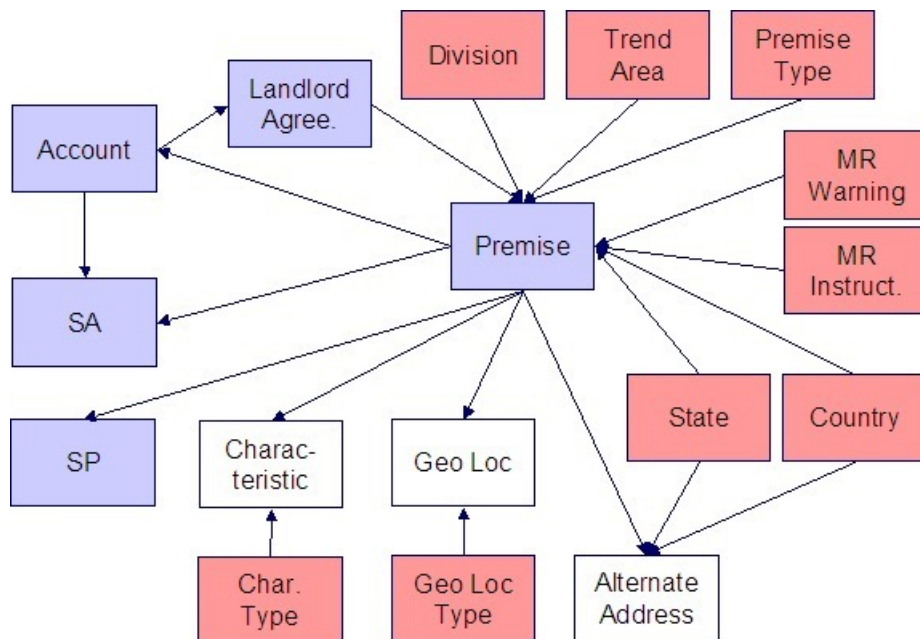 Division
Trend
Area
Premise
Type
Landlord
Agree.
Account
MR
Warning
Premise
MR
Instruct.
SA
State
Country
SP
Charac-
teristic
Geo Loc
Char.
Type
Geo Loc
Type
Alternate
Address